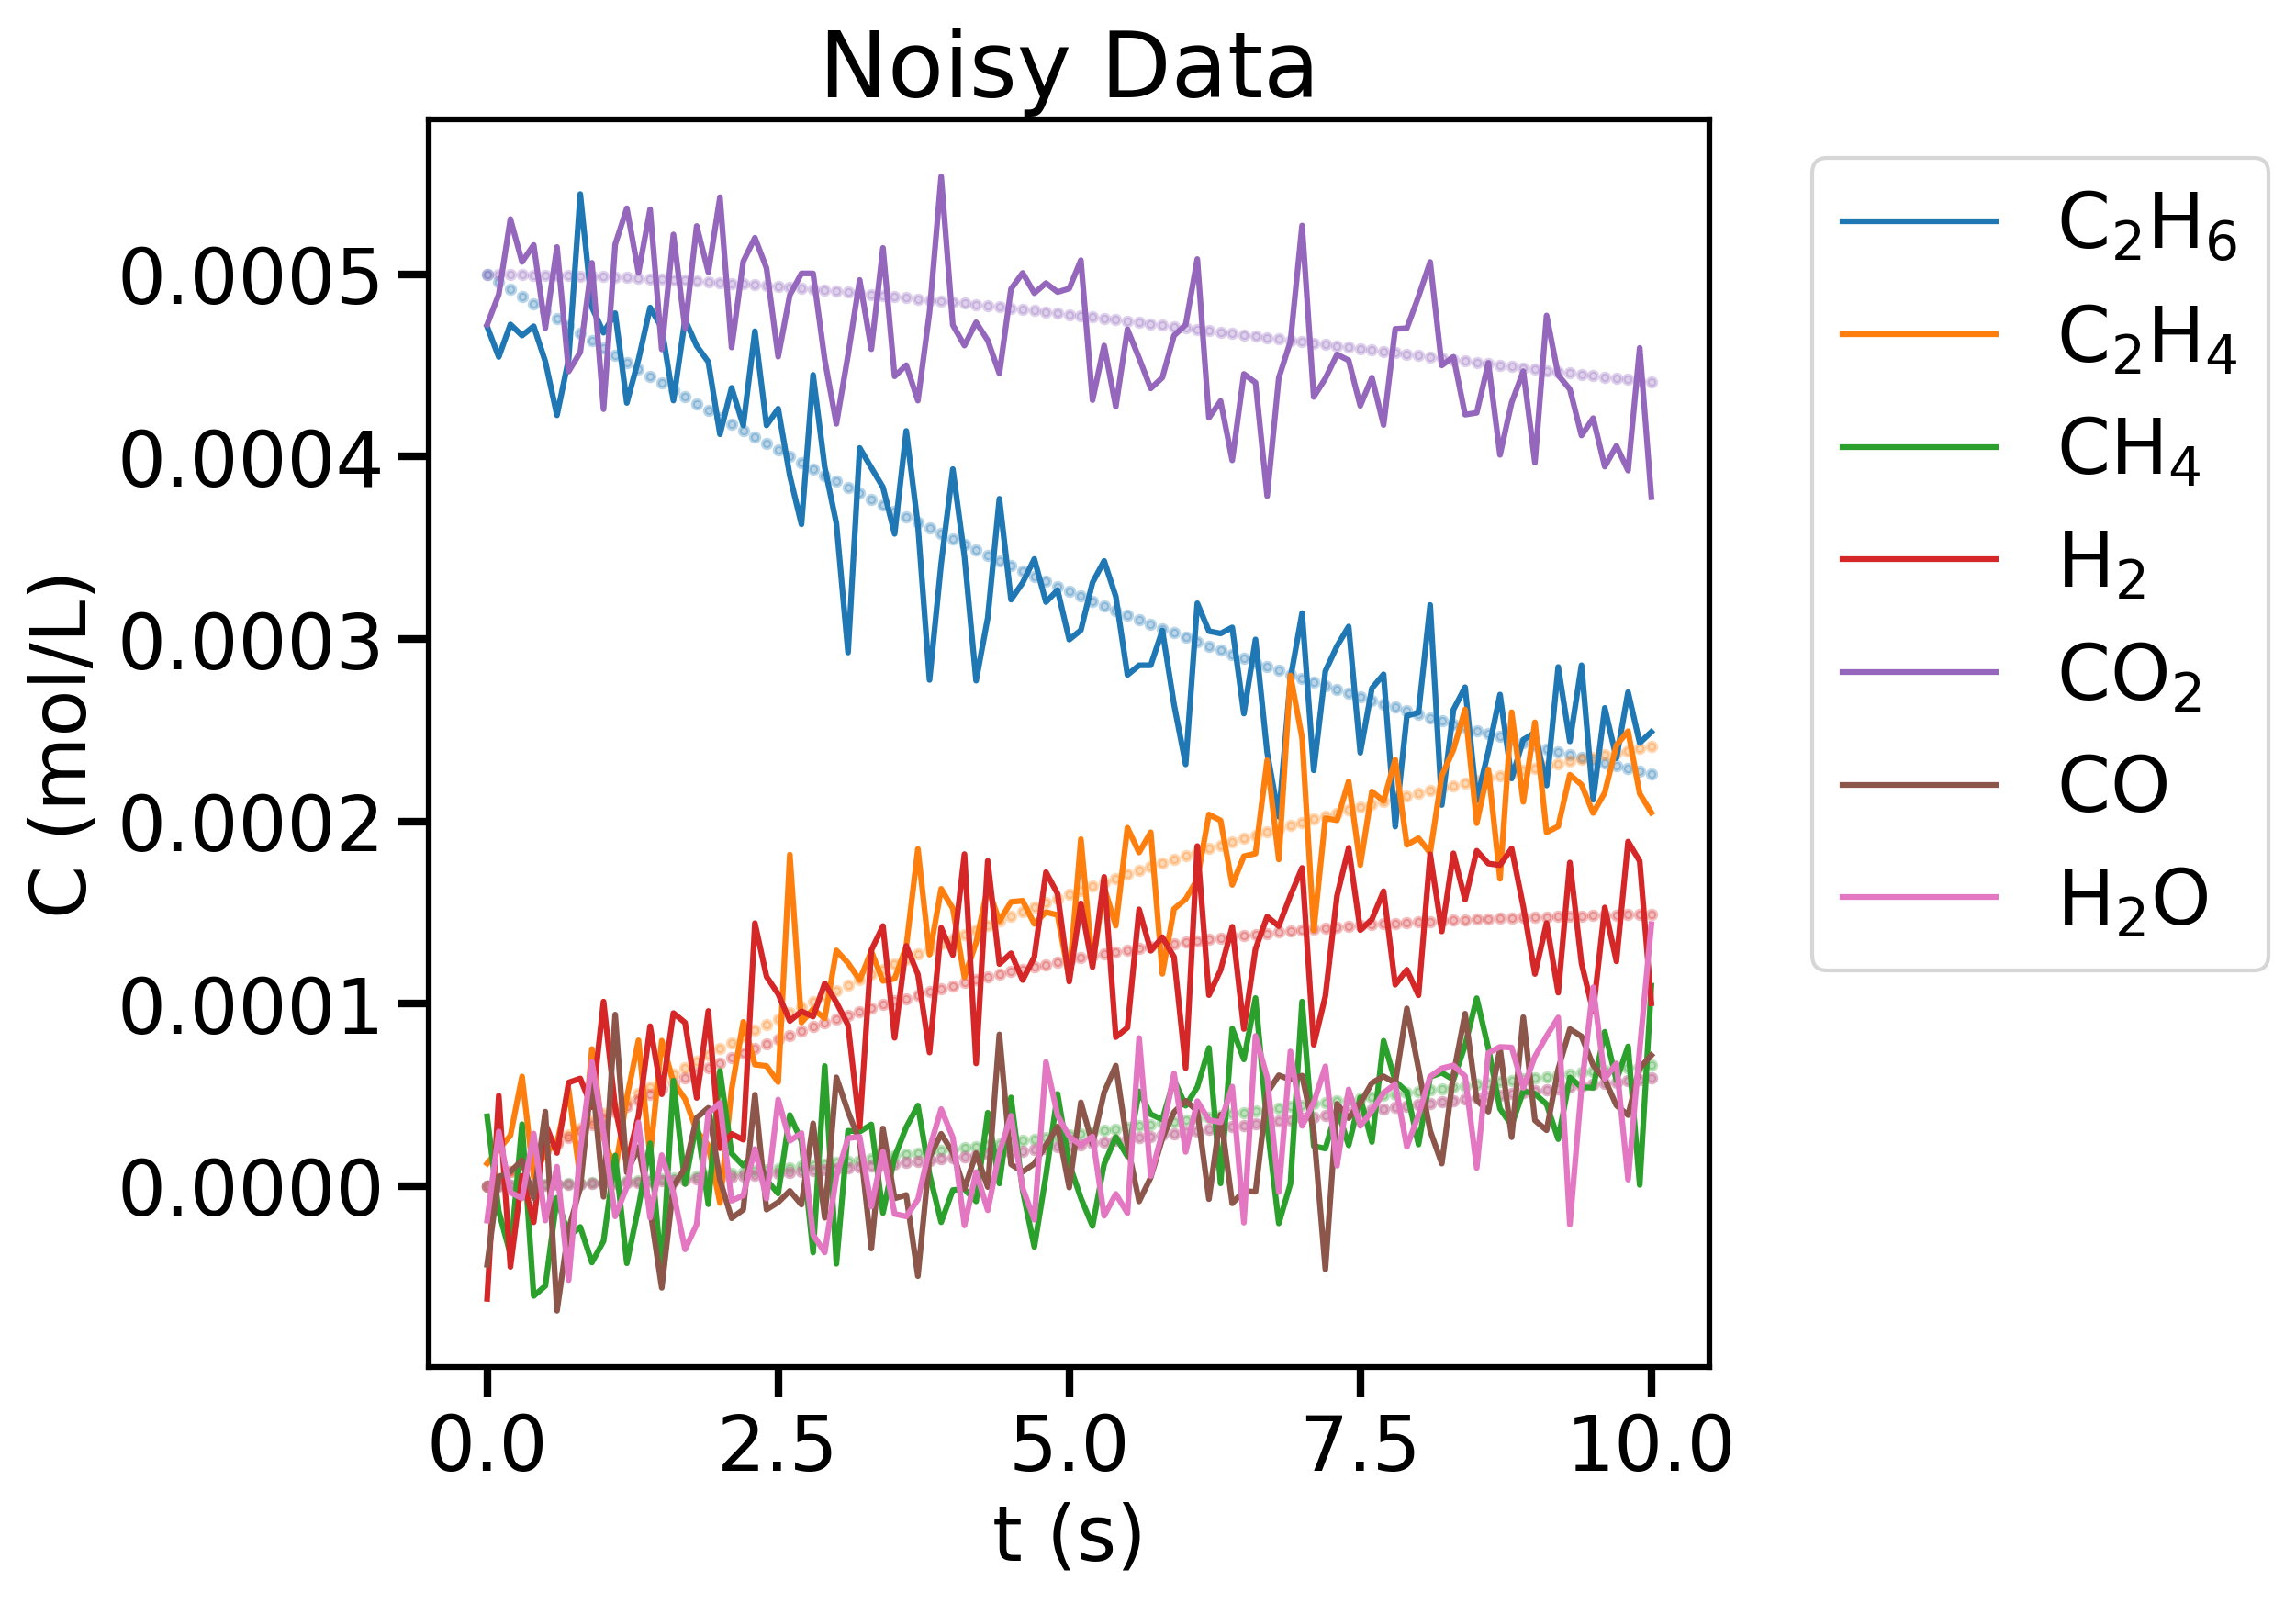 Noisy Data
C (mol/L)
0.0005
0.0004
0.0003
0.0002
0.0001
0.0000
0.0 2.5 5.0 7.5 10.0
t (s)
C₂H₆
C₂H₄
CH₄
H₂
CO₂
CO
H₂O